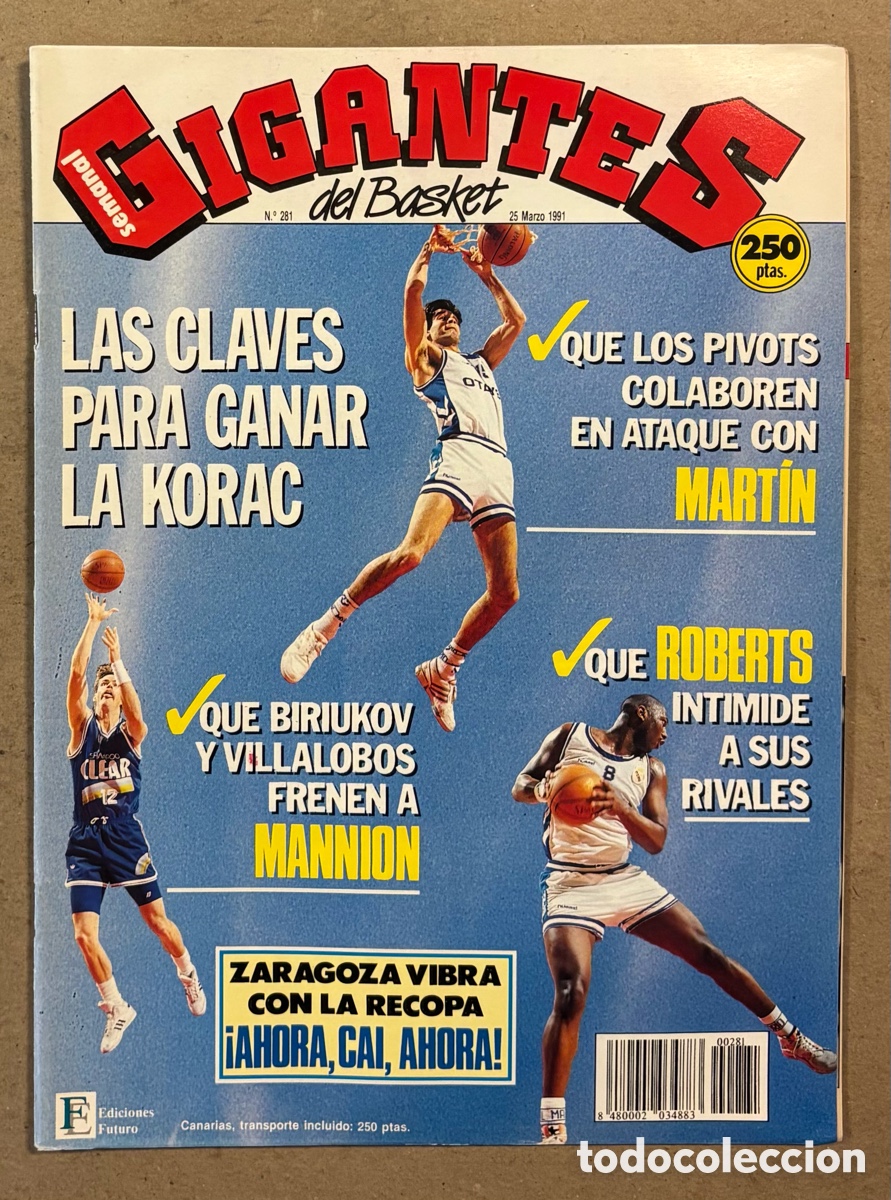 semanal
GIGANTES
del Basket
N.º 281
25 Marzo 1991
250
ptas.
LAS CLAVES
PARA GANAR
LA KORAC
QUE LOS PIVOTS
COLABOREN
EN ATAQUE CON
MARTÍN
QUE ROBERTS
INTIMIDE
A SUS
RIVALES
8
QUE BIRIUKOV
Y VILLALOBOS
FRENEN A
MANNION
CLEAR
12
ZARAGOZA VIBRA
CON LA RECOPA
¡AHORA, CAI, AHORA!
E
Ediciones
Futuro
Canarias, transporte incluido: 250 ptas.
00281
8 480002 034883
todocoleccion